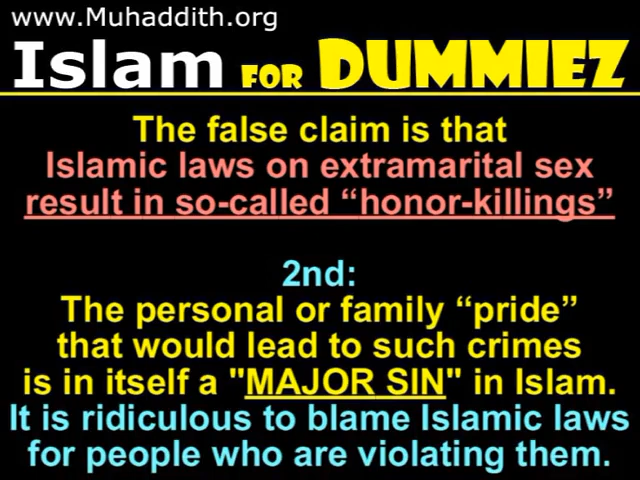 www.Muhaddith.org
Islam FOR DUMMIEZ
The false claim is that
Islamic laws on extramarital sex
result in so-called “honor-killings”
2nd:
The personal or family “pride”
that would lead to such crimes
is in itself a "MAJOR SIN" in Islam.
It is ridiculous to blame Islamic laws
for people who are violating them.